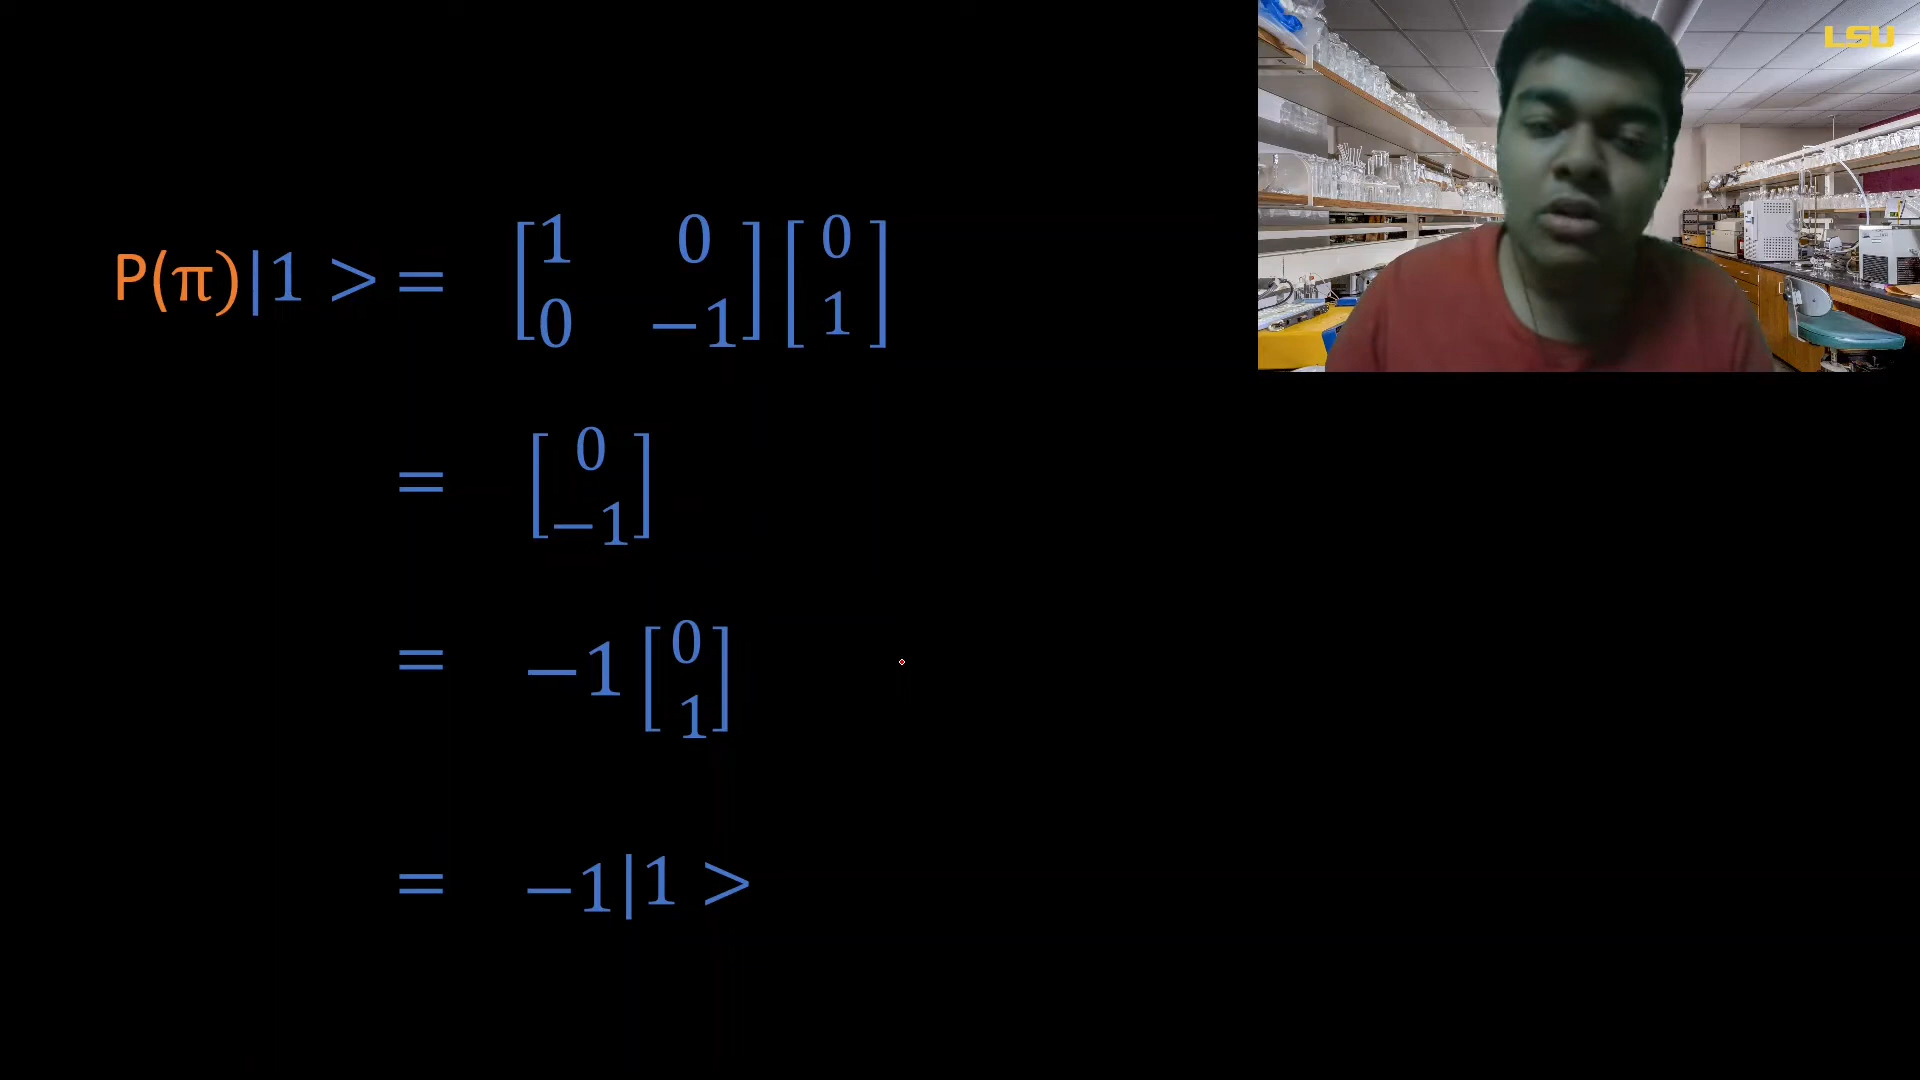 P(π)|1 > = [1 0 0 −1][0 1]
= [0 −1]
= −1[0 1]
= −1|1 >
LSU